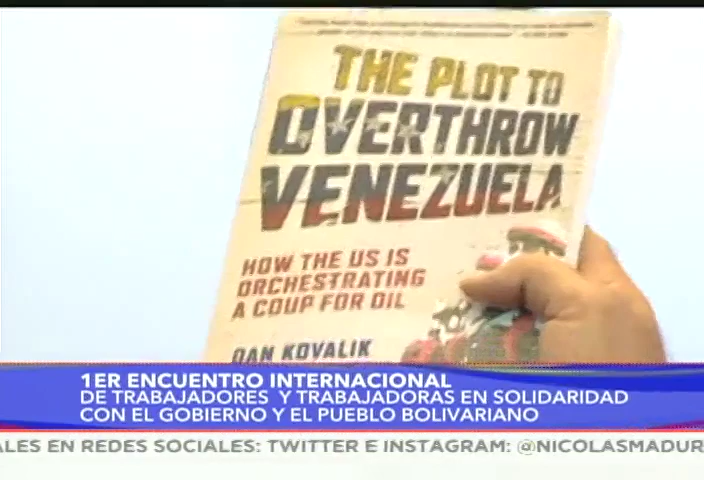 THE PLOT TO
OVERTHROW
VENEZUELA
HOW THE US IS
ORCHESTRATING
A COUP FOR OIL
DAN KOVALIK
1ER ENCUENTRO INTERNACIONAL
DE TRABAJADORES Y TRABAJADORAS EN SOLIDARIDAD
CON EL GOBIERNO Y EL PUEBLO BOLIVARIANO
ALES EN REDES SOCIALES: TWITTER E INSTAGRAM: @NICOLASMADUR